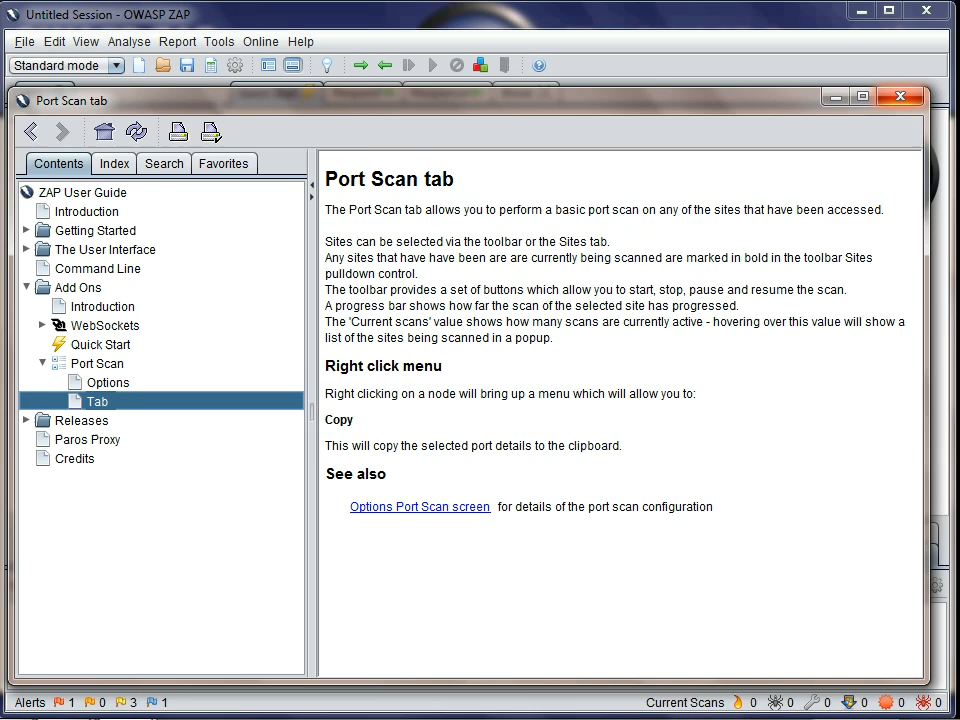 Untitled Session - OWASP ZAP
File Edit View Analyse Report Tools Online Help
Standard mode
Port Scan tab
Contents Index Search Favorites
ZAP User Guide
Introduction
Getting Started
The User Interface
Command Line
Add Ons
Introduction
WebSockets
Quick Start
Port Scan
Options
Tab
Releases
Paros Proxy
Credits
Port Scan tab
The Port Scan tab allows you to perform a basic port scan on any of the sites that have been accessed.
Sites can be selected via the toolbar or the Sites tab.
Any sites that have have been are are currently being scanned are marked in bold in the toolbar Sites
pulldown control.
The toolbar provides a set of buttons which allow you to start, stop, pause and resume the scan.
A progress bar shows how far the scan of the selected site has progressed.
The 'Current scans' value shows how many scans are currently active - hovering over this value will show a
list of the sites being scanned in a popup.
Right click menu
Right clicking on a node will bring up a menu which will allow you to:
Copy
This will copy the selected port details to the clipboard.
See also
Options Port Scan screen for details of the port scan configuration
Alerts 1 0 3 1 Current Scans 0 0 0 0 0 0